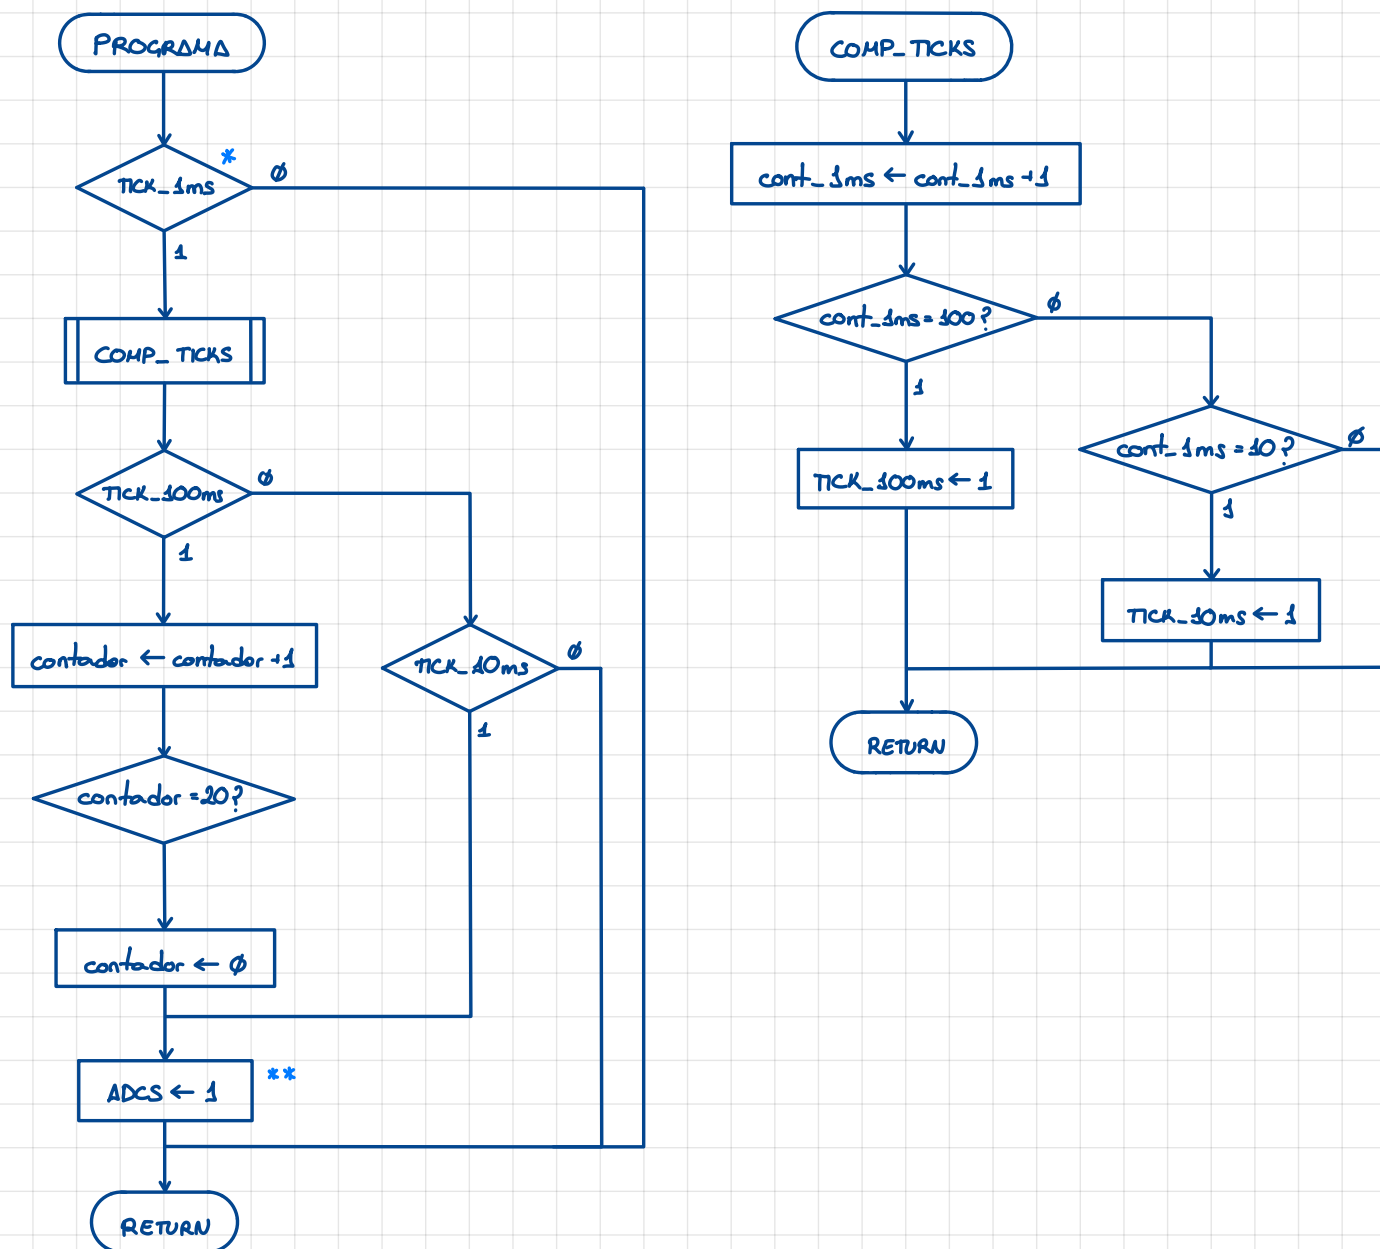 PROGRAMA
TICK_1ms
*
Ø
1
COMP_TICKS
TICK_100ms
Ø
1
contador ← contador +1
TICK_10ms
Ø
1
contador =20?
contador ← Ø
ADCS ← 1
**
RETURN
COMP_TICKS
cont_1ms ← cont_1ms +1
cont_1ms = 100?
Ø
1
TICK_100ms ← 1
cont_1ms = 10?
Ø
1
TICK_10ms ← 1
RETURN